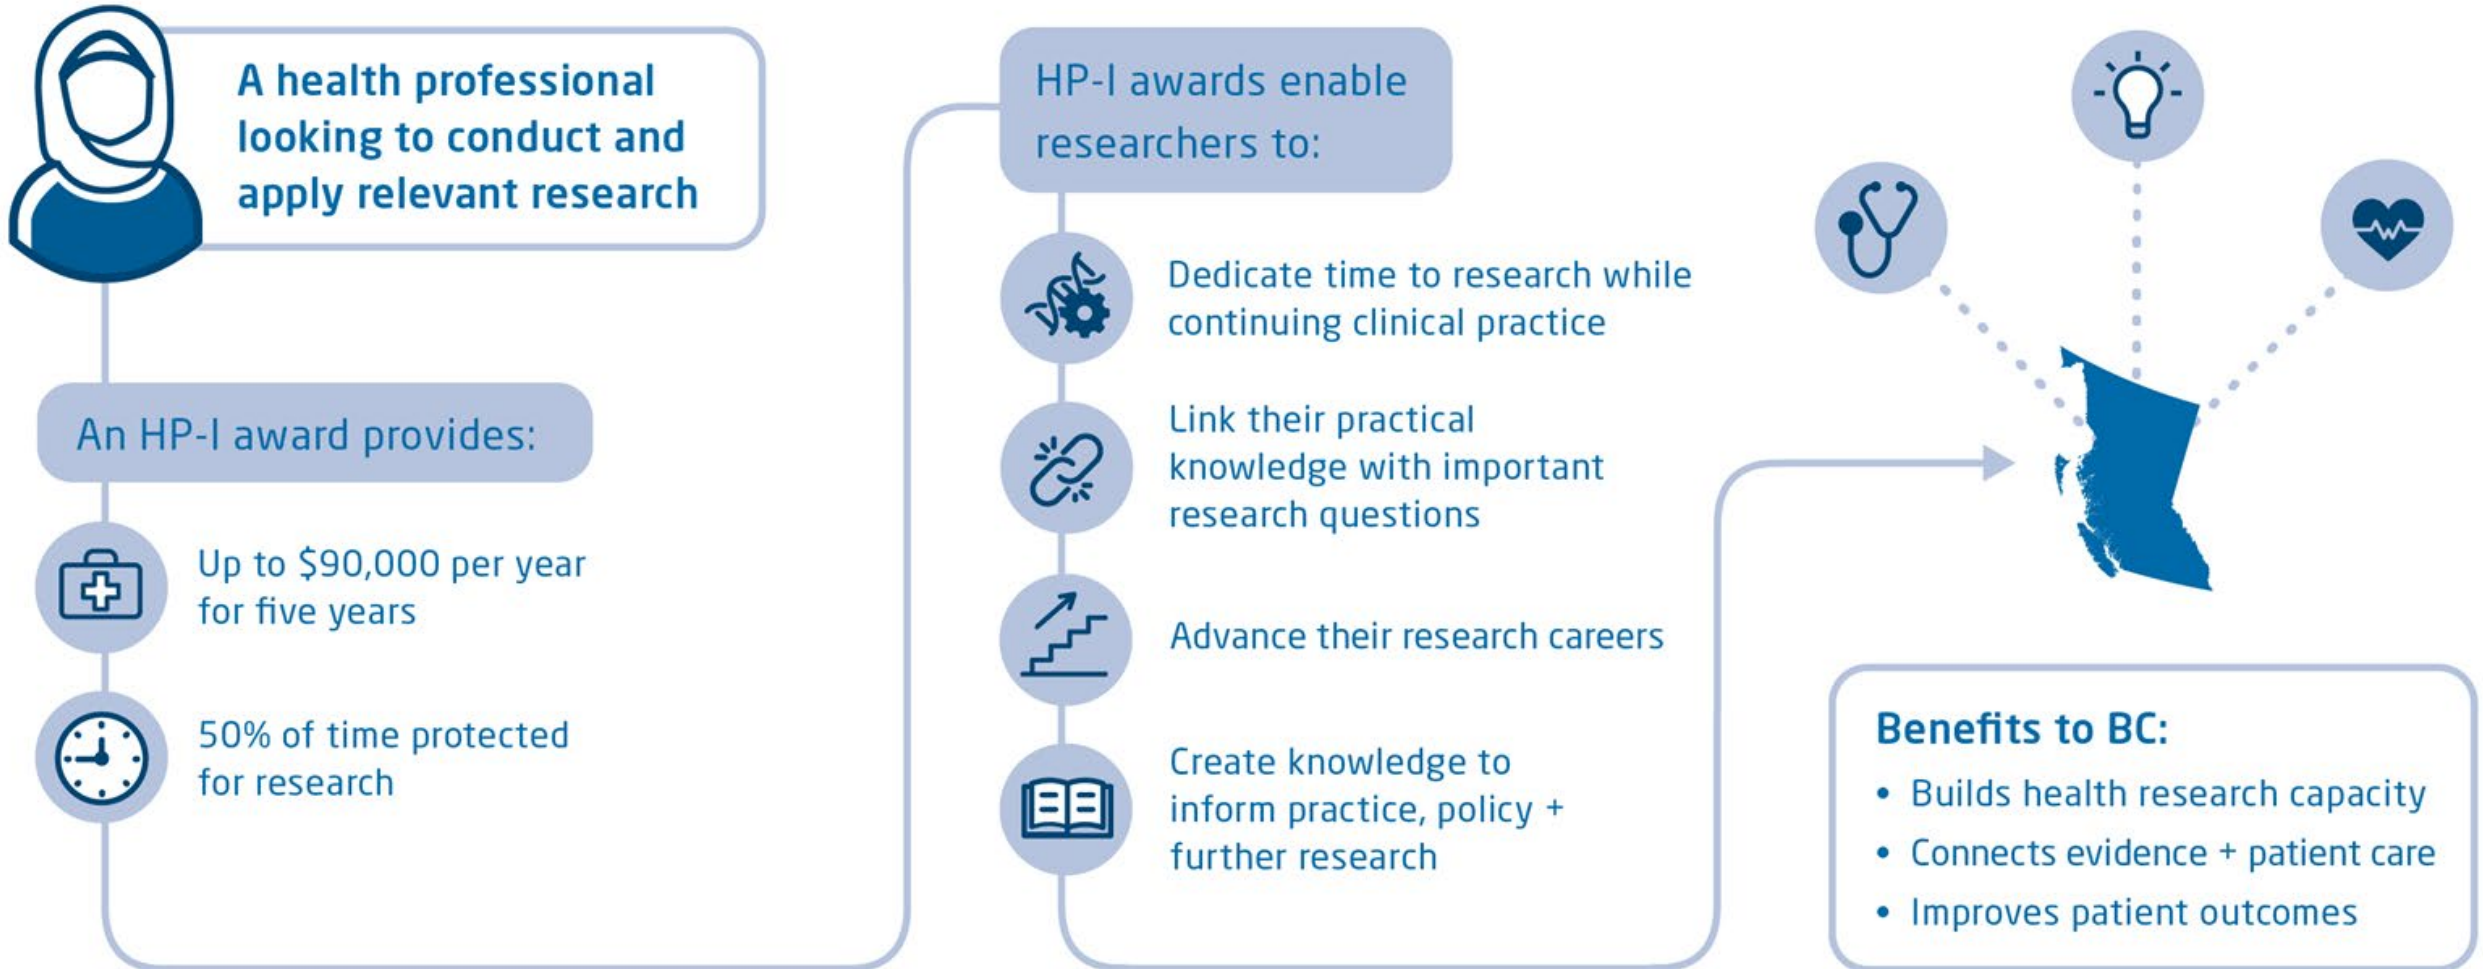 A health professional
looking to conduct and
apply relevant research
An HP-I award provides:
Up to $90,000 per year
for five years
50% of time protected
for research
HP-I awards enable
researchers to:
Dedicate time to research while
continuing clinical practice
Link their practical
knowledge with important
research questions
Advance their research careers
Create knowledge to
inform practice, policy +
further research
Benefits to BC:
• Builds health research capacity
• Connects evidence + patient care
• Improves patient outcomes